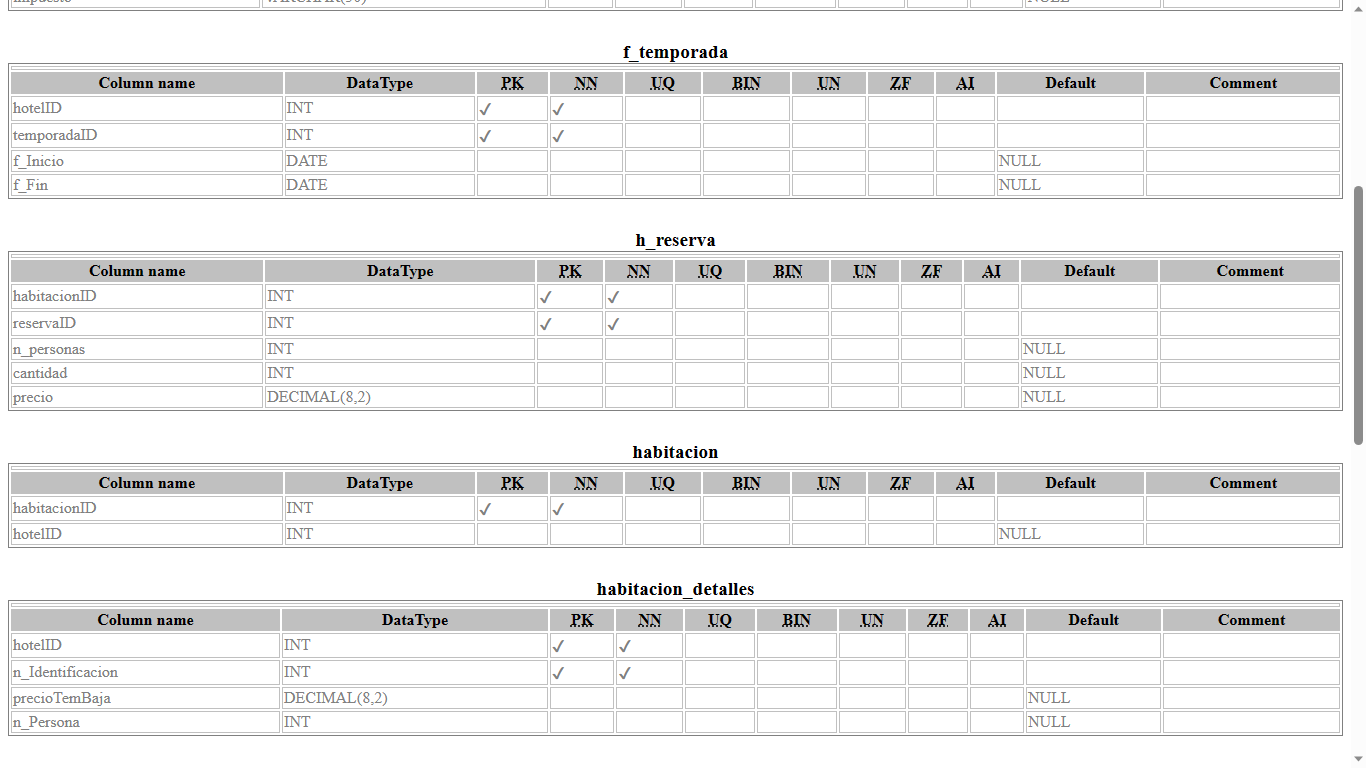 impuesto VARCHAR(50) NULL
f_temporada
Column name DataType PK NN UQ BIN UN ZF AI Default Comment
hotelID INT ✓ ✓
temporadaID INT ✓ ✓
f_Inicio DATE NULL
f_Fin DATE NULL
h_reserva
Column name DataType PK NN UQ BIN UN ZF AI Default Comment
habitacionID INT ✓ ✓
reservaID INT ✓ ✓
n_personas INT NULL
cantidad INT NULL
precio DECIMAL(8,2) NULL
habitacion
Column name DataType PK NN UQ BIN UN ZF AI Default Comment
habitacionID INT ✓ ✓
hotelID INT NULL
habitacion_detalles
Column name DataType PK NN UQ BIN UN ZF AI Default Comment
hotelID INT ✓ ✓
n_Identificacion INT ✓ ✓
precioTemBaja DECIMAL(8,2) NULL
n_Persona INT NULL